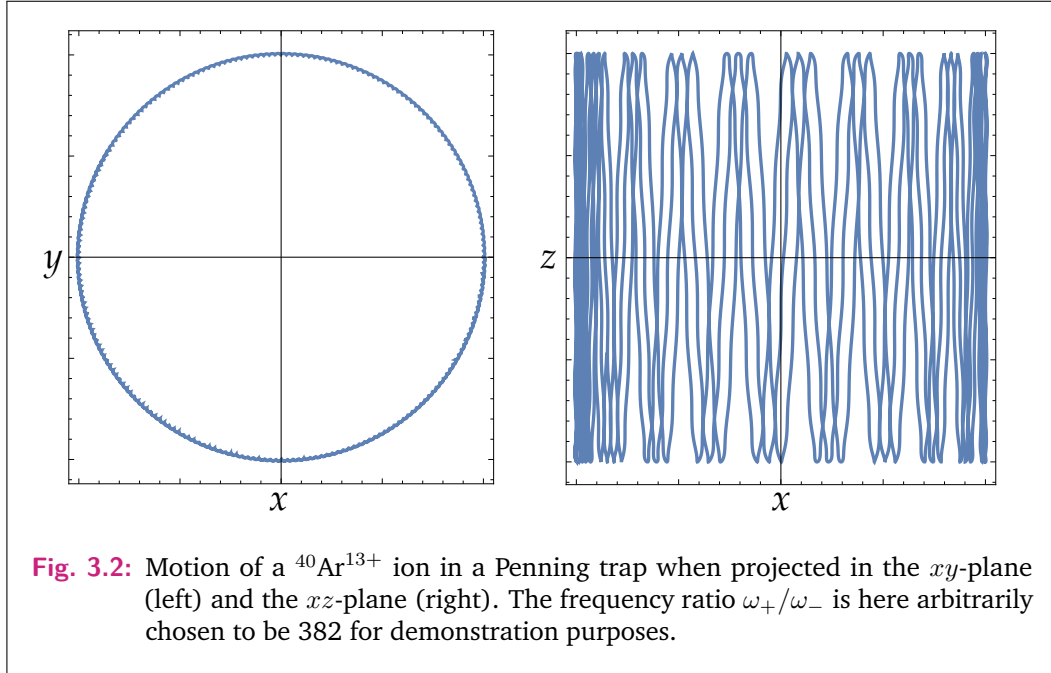 y
x
z
x
Fig. 3.2: Motion of a ⁴⁰Ar¹³⁺ ion in a Penning trap when projected in the xy-plane
(left) and the xz-plane (right). The frequency ratio ω₊/ω₋ is here arbitrarily
chosen to be 382 for demonstration purposes.